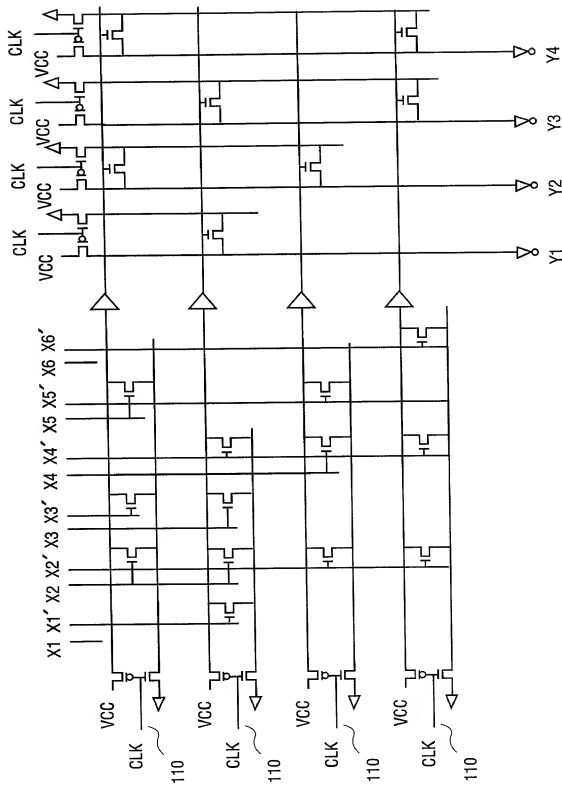 CLK CLK CLK CLK
VCC VCC VCC VCC
X1 X1′ X2 X2′ X3 X3′ X4 X4′ X5 X5′ X6 X6′
VCC
CLK
110
VCC
CLK
110
VCC
CLK
110
VCC
CLK
110
Y1 Y2 Y3 Y4